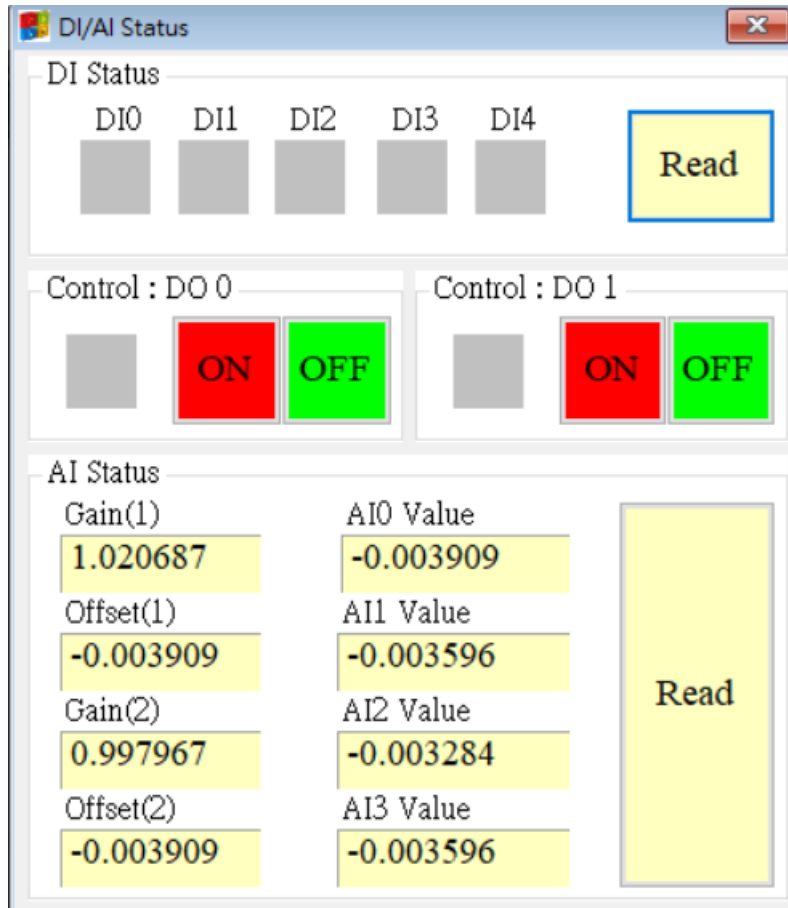 DI/AI Status
DI Status
DI0 DI1 DI2 DI3 DI4
Read
Control : DO 0
ON OFF
Control : DO 1
ON OFF
AI Status
Gain(1) AI0 Value
1.020687 -0.003909
Offset(1) AI1 Value
-0.003909 -0.003596
Gain(2) AI2 Value
0.997967 -0.003284
Offset(2) AI3 Value
-0.003909 -0.003596
Read